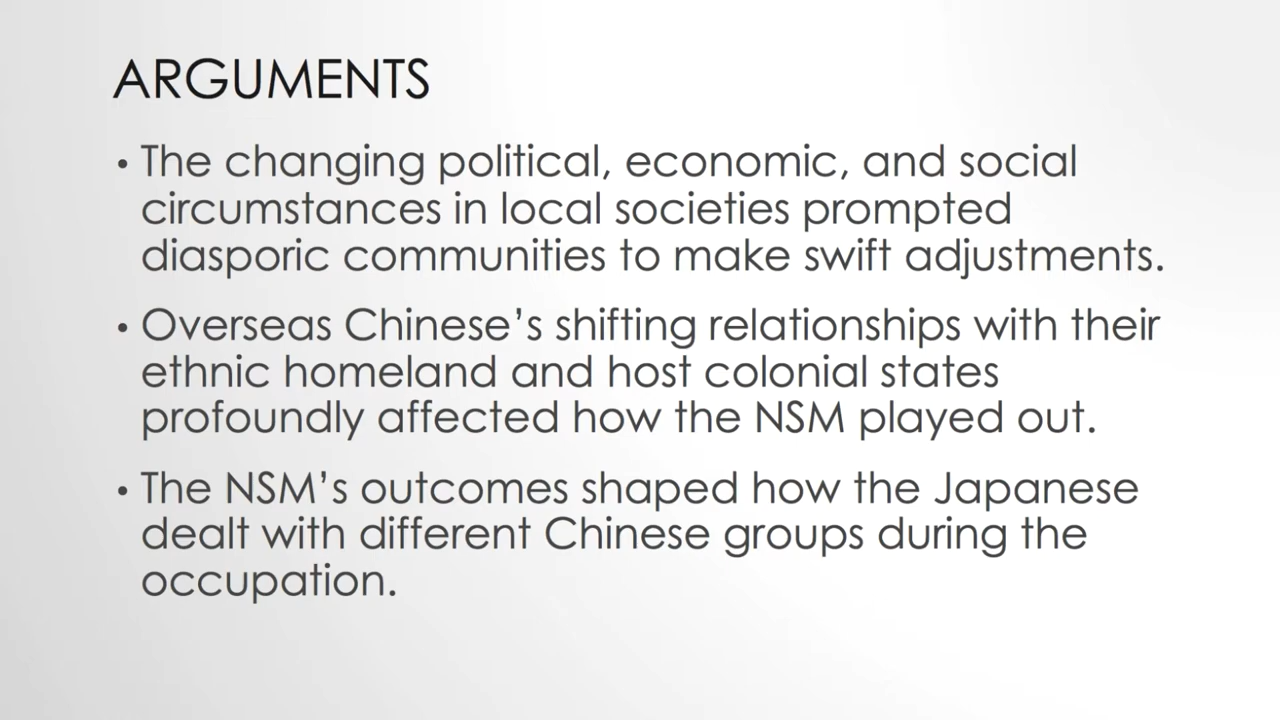 ARGUMENTS
• The changing political, economic, and social
circumstances in local societies prompted
diasporic communities to make swift adjustments.
• Overseas Chinese’s shifting relationships with their
ethnic homeland and host colonial states
profoundly affected how the NSM played out.
• The NSM’s outcomes shaped how the Japanese
dealt with different Chinese groups during the
occupation.